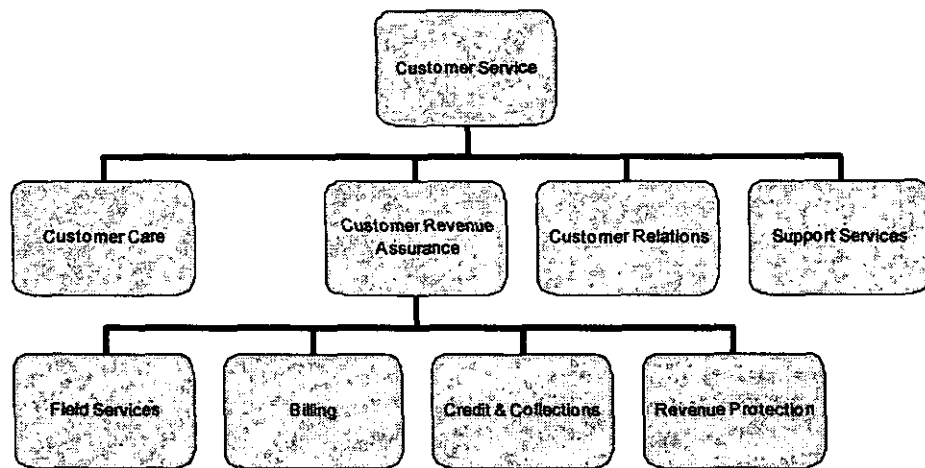 Customer Service
Customer Care
Customer Revenue
Assurance
Customer Relations
Support Services
Field Services
Billing
Credit & Collections
Revenue Protection